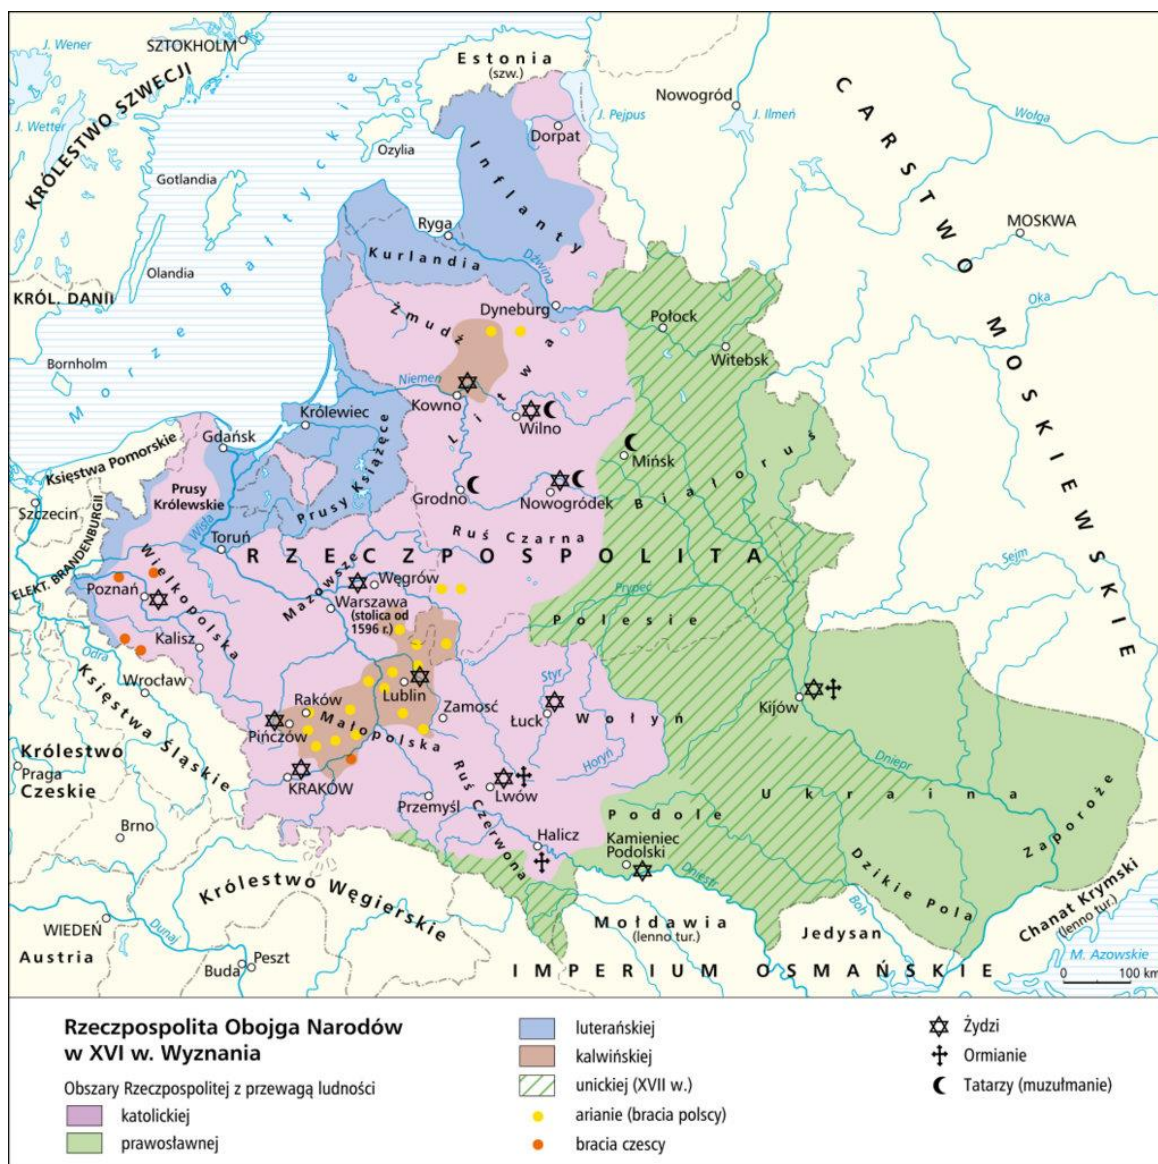 J. Wener
SZTOKHOLM
Estonia
(szw.)
KRÓLESTWO SZWECJI
J. Wetter
Nowogród
J. Ilmeń
J. Pejpus
Dorpat
Wołga
CARSTWO MOSKIEWSKIE
Ozylia
Gotlandia
Inflanty
Morze Bałtyckie
Ryga
MOSKWA
Kurlandia
Dźwina
Olandia
KRÓL. DANII
Oka
Żmudź
Dyneburg
Połock
Witebsk
Bornholm
Niemen
Kowno
Litwa
Wilno
Królewiec
Gdańsk
Księstwa Pomorskie
Prusy Książęce
Mińsk
Białoruś
Prusy
Królewskie
Grodno
Nowogródek
Szczecin
ELEKT. BRANDENBURGII
Wisła
Toruń
Ruś Czarna
RZECZPOSPOLITA
Sejm
Wielkopolska
Poznań
Mazowsze
Węgrów
Prypeć
Warszawa
(stolica od
1596 r.)
Polesie
Kalisz
Odra
Wrocław
Księstwa Śląskie
Lublin
Styr
Kijów
Raków
Zamość
Łuck
Wołyń
Pińczów
Małopolska
Horyń
Dniepr
Królestwo
Czeskie
Praga
KRAKÓW
Przemyśl
Lwów
Ruś Czerwona
Ukraina
Podole
Zaporoże
Brno
Halicz
Kamieniec
Podolski
Dniestr
Dzikie Pola
Królestwo Węgierskie
Boh
Chanat Krymski
(lenno tur.)
WIEDEŃ
Dunaj
Mołdawia
(lenno tur.)
Jedysan
Austria
Buda
Peszt
IMPERIUM OSMAŃSKIE
M. Azowskie
0 100 km
Rzeczpospolita Obojga Narodów
w XVI w. Wyznania
Obszary Rzeczpospolitej z przewagą ludności
katolickiej
prawosławnej
luterańskiej
kalwińskiej
unickiej (XVII w.)
arianie (bracia polscy)
bracia czescy
Żydzi
Ormianie
Tatarzy (muzułmanie)